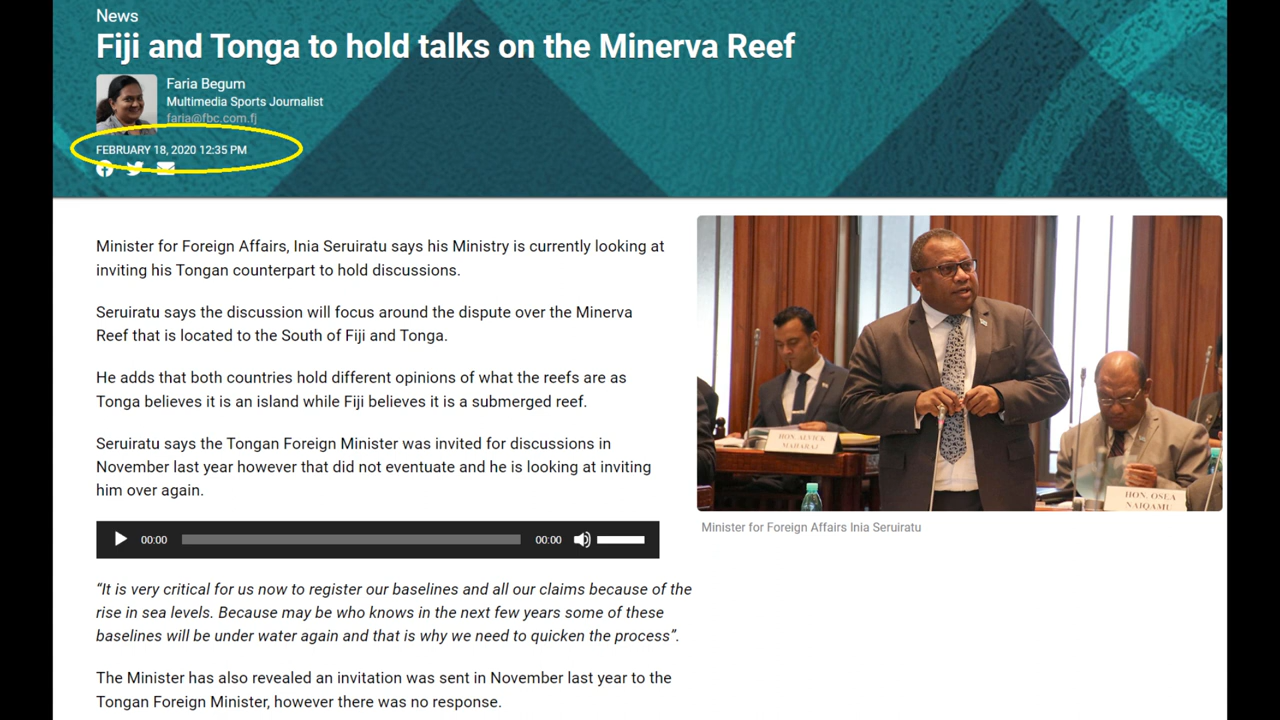 News
Fiji and Tonga to hold talks on the Minerva Reef
Faria Begum
Multimedia Sports Journalist
faria@fbc.com.fj
FEBRUARY 18, 2020 12:35 PM
Minister for Foreign Affairs, Inia Seruiratu says his Ministry is currently looking at
inviting his Tongan counterpart to hold discussions.
Seruiratu says the discussion will focus around the dispute over the Minerva
Reef that is located to the South of Fiji and Tonga.
He adds that both countries hold different opinions of what the reefs are as
Tonga believes it is an island while Fiji believes it is a submerged reef.
Seruiratu says the Tongan Foreign Minister was invited for discussions in
November last year however that did not eventuate and he is looking at inviting
him over again.
00:00 00:00
“It is very critical for us now to register our baselines and all our claims because of the
rise in sea levels. Because may be who knows in the next few years some of these
baselines will be under water again and that is why we need to quicken the process”.
The Minister has also revealed an invitation was sent in November last year to the
Tongan Foreign Minister, however there was no response.
HON. ALVICK
MAHARAJ
HON. OSEA
NAIQAMU
Minister for Foreign Affairs Inia Seruiratu